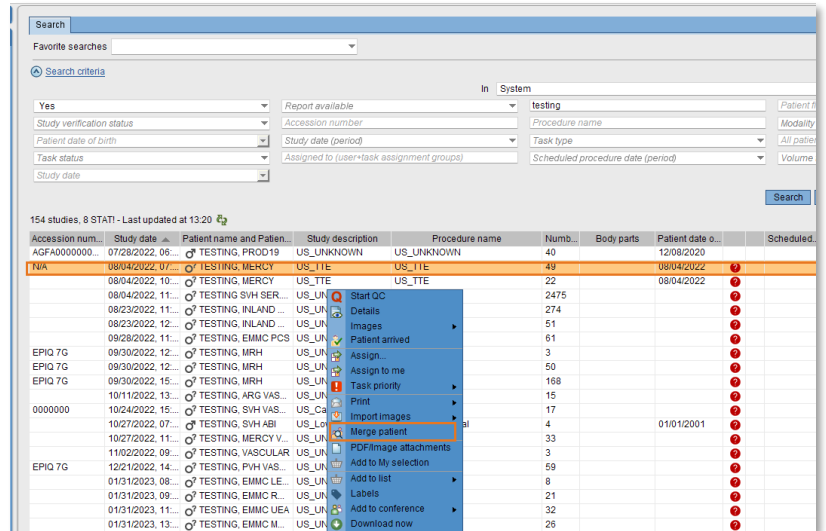 Search
Favorite searches
Search criteria
In System
Yes Report available testing Patient
Study verification status Accession number Procedure name Modality
Patient date of birth Study date (period) Task type All patie
Task status Assigned to (user+task assignment groups) Scheduled procedure date (period) Volume
Study date
Search
154 studies, 8 STAT! - Last updated at 13:20
Accession num... Study date Patient name and Patien... Study description Procedure name Numb... Body parts Patient date o... Scheduled...
AGFA0000000... 07/28/2022, 06:... TESTING, PROD19 US_UNKNOWN US_UNKNOWN 40 12/08/2020
N/A 08/04/2022, 07:... TESTING, MERCY US_TTE US_TTE 49 08/04/2022
08/04/2022, 10:... TESTING, MERCY US_TTE US_TTE 22 08/04/2022
08/04/2022, 11:... TESTING SVH SER... US_UN Start QC 2475
08/23/2022, 11:... TESTING, INLAND ... US_UN Details 274
08/23/2022, 12:... TESTING, INLAND ... US_UN Images 51
09/28/2022, 11:... TESTING, EMMC PCS US_UN Patient arrived 61
EPIQ 7G 09/30/2022, 12:... TESTING, MRH US_UN Assign... 3
EPIQ 7G 09/30/2022, 12:... TESTING, MRH US_UN Assign to me 50
EPIQ 7G 09/30/2022, 15:... TESTING, MRH US_UN Task priority 168
10/11/2022, 13:... TESTING, ARG VAS... US_UN Print 15
0000000 10/24/2022, 15:... TESTING, SVH VAS... US_Ca Import images 17
10/27/2022, 07:... TESTING, SVH ABI US_Lo Merge patient al 4 01/01/2001
10/27/2022, 11:... TESTING, MERCY V... US_UN PDF/Image attachments 33
11/02/2022, 09:... TESTING, VASCULAR US_UN Add to My selection 3
EPIQ 7G 12/21/2022, 14:... TESTING, PVH VAS... US_UN Add to list 59
01/31/2023, 08:... TESTING, EMMC LE... US_UN Labels 8
01/31/2023, 09:... TESTING, EMMC R... US_UN Add to conference 21
01/31/2023, 11:... TESTING, EMMC UEA US_UN Download now 32
01/31/2023, 13:... TESTING, EMMC M... US_UN 26